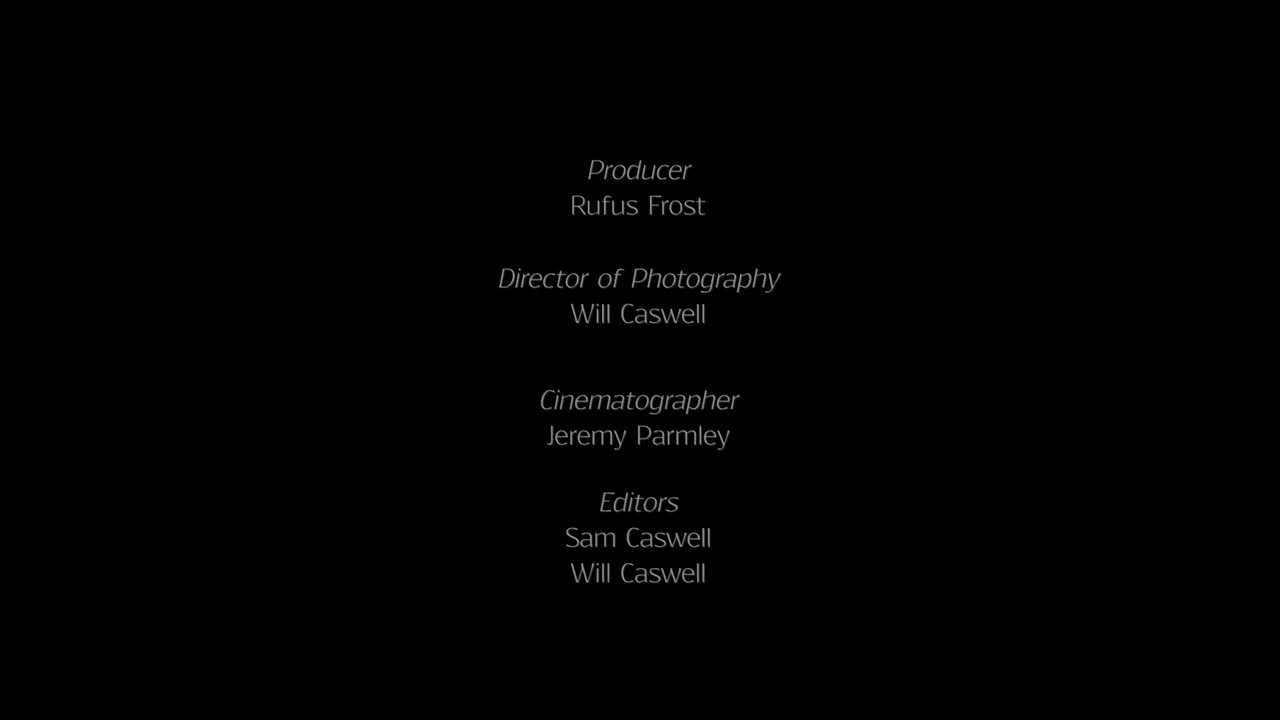 Producer
Rufus Frost
Director of Photography
Will Caswell
Cinematographer
Jeremy Parmley
Editors
Sam Caswell
Will Caswell